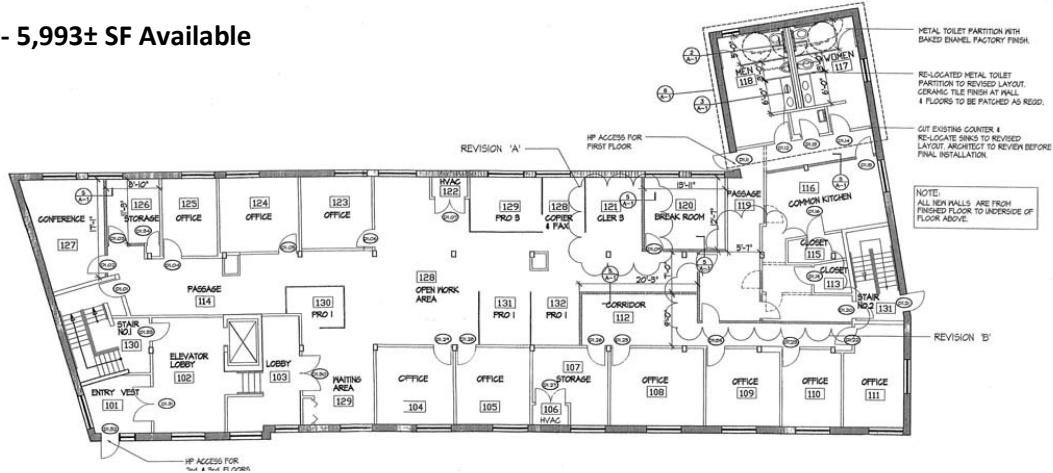 - 5,993± SF Available
METAL TOILET PARTITION WITH
BAKED ENAMEL FACTORY FINISH.
RE-LOCATED METAL TOILET
PARTITION TO REVISED LAYOUT.
CERAMIC TILE FINISH AT WALL
& FLOORS TO BE PATCHED AS REQD.
CUT EXISTING COUNTER &
RE-LOCATE SINKS TO REVISED
LAYOUT, ARCHITECT TO REVIEW BEFORE
FINAL INSTALLATION.
NOTE:
ALL NEW WALLS ARE FROM
FINISHED FLOOR TO UNDERSIDE OF
FLOOR ABOVE.
MEN
118
WOMEN
117
HP ACCESS FOR
FIRST FLOOR
REVISION 'A'
CONFERENCE
127
8'-10"
126
STORAGE
125
OFFICE
124
OFFICE
123
OFFICE
HVAC
122
129
PRO 3
128
COPIER
& FAX
121
CLER 3
13'-11"
120
BREAK ROOM
PASSAGE
119
116
COMMON KITCHEN
CLOSET
115
CLOSET
113
STAIR
NO.2
131
5'-7"
PASSAGE
114
128
OPEN WORK
AREA
20'-3"
CORRIDOR
112
130
PRO 1
131
PRO 1
132
PRO 1
STAIR
NO.1
130
ELEVATOR
LOBBY
102
LOBBY
103
ENTRY VEST
101
WAITING
AREA
129
OFFICE
104
OFFICE
105
107
STORAGE
106
HVAC
OFFICE
108
OFFICE
109
OFFICE
110
OFFICE
111
REVISION 'B'
HP ACCESS FOR
2nd & 3rd FLOORS